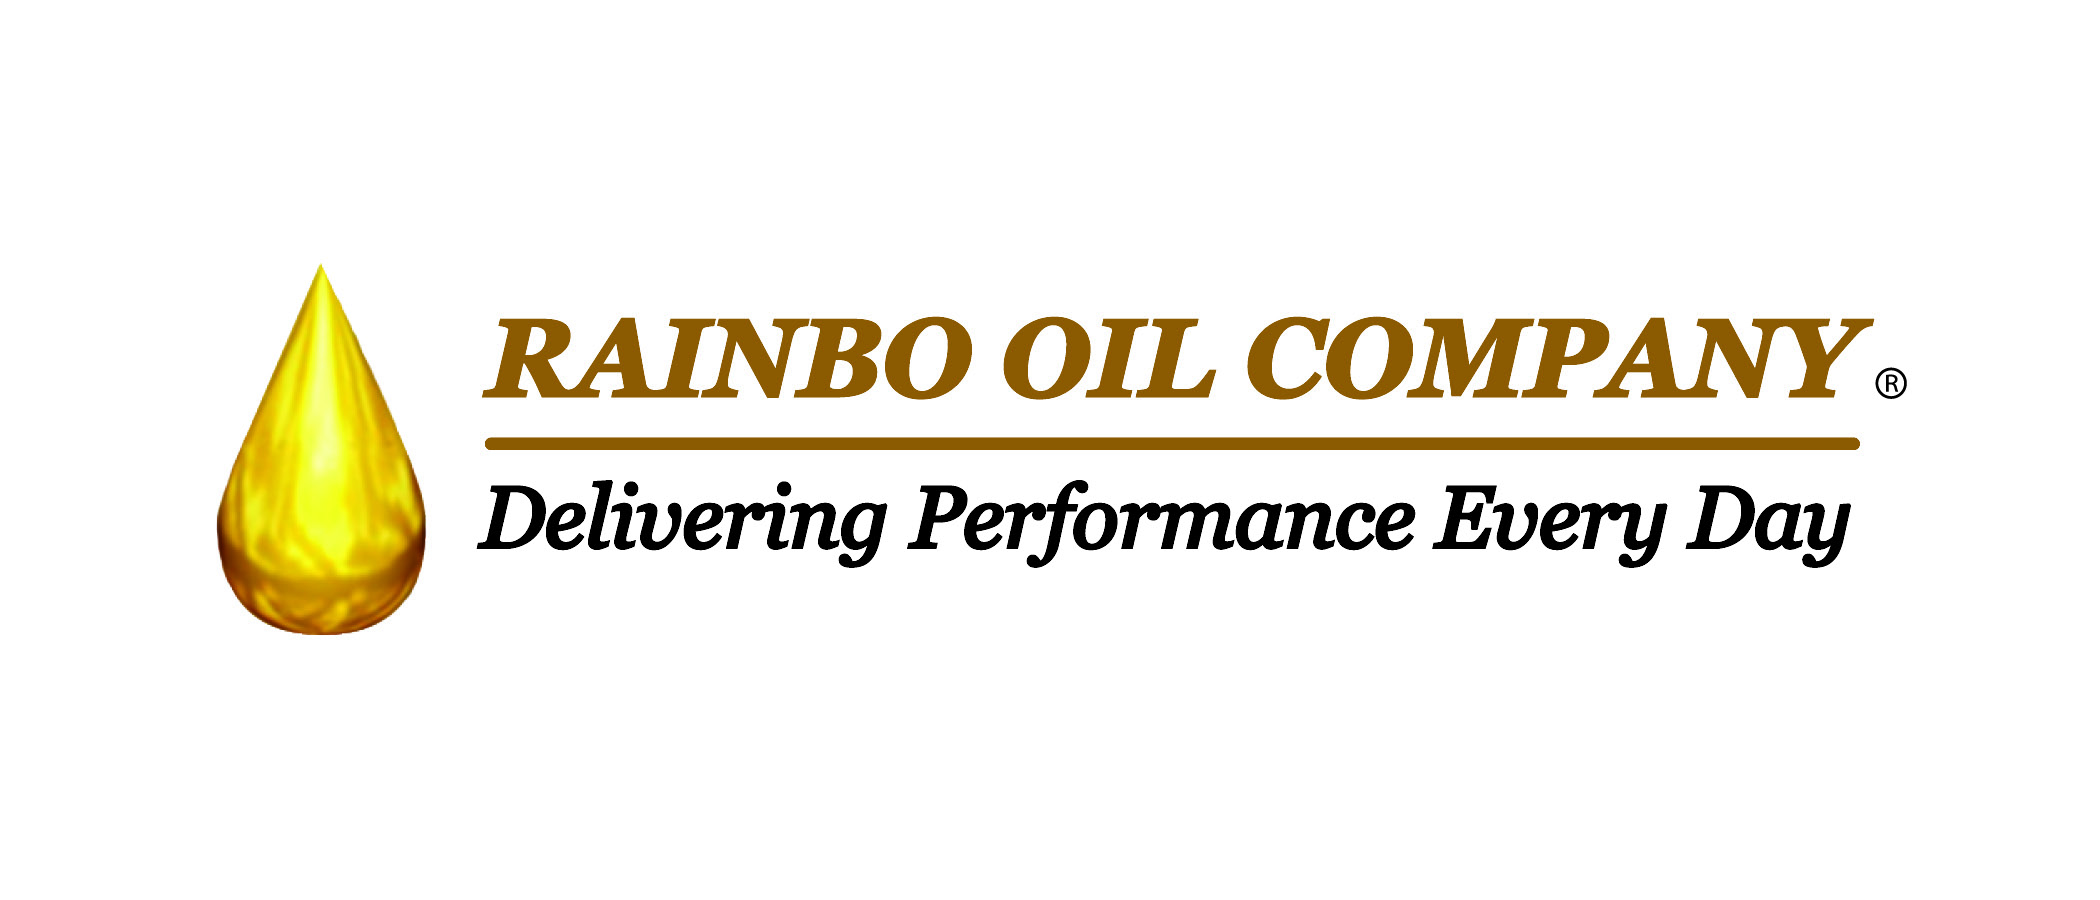 RAINBO OIL COMPANY ®
Delivering Performance Every Day